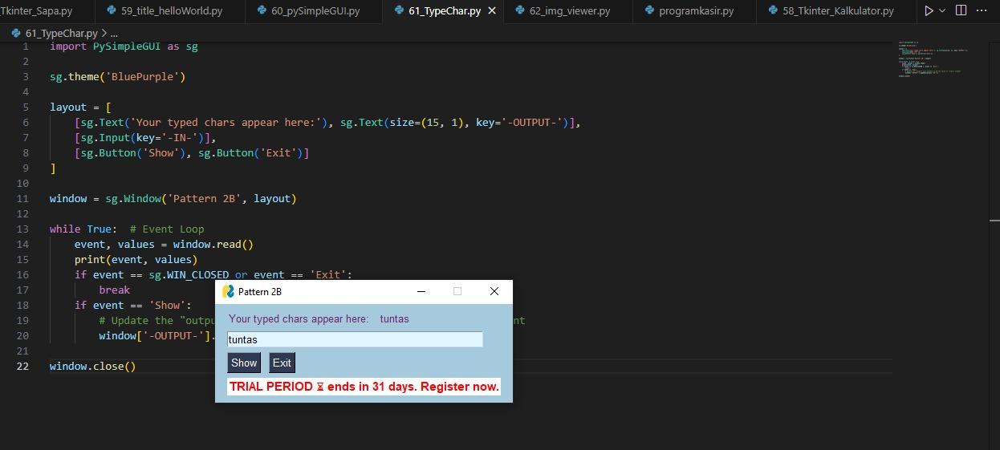 _Tkinter_Sapa.py 59_title_helloWorld.py 60_pySimpleGUI.py 61_TypeChar.py 62_img_viewer.py programkasir.py 58_Tkinter_Kalkulator.py
61_TypeChar.py > ...
1 import PySimpleGUI as sg
2
3 sg.theme('BluePurple')
4
5 layout = [
6 [sg.Text('Your typed chars appear here:'), sg.Text(size=(15, 1), key='-OUTPUT-')],
7 [sg.Input(key='-IN-')],
8 [sg.Button('Show'), sg.Button('Exit')]
9 ]
10
11 window = sg.Window('Pattern 2B', layout)
12
13 while True:  # Event Loop
14 event, values = window.read()
15 print(event, values)
16 if event == sg.WIN_CLOSED or event == 'Exit':
17 break
18 if event == 'Show':
19 # Update the "outpu nt
20 window['-OUTPUT-'].
21
22 window.close()
Pattern 2B
Your typed chars appear here: tuntas
tuntas
Show Exit
TRIAL PERIOD ⌛ ends in 31 days. Register now.